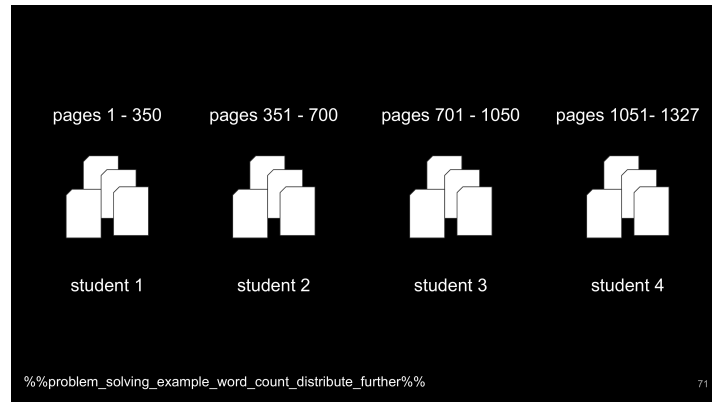 pages 1 - 350
pages 351 - 700
pages 701 - 1050
pages 1051- 1327
student 1
student 2
student 3
student 4
%%problem_solving_example_word_count_distribute_further%%
71